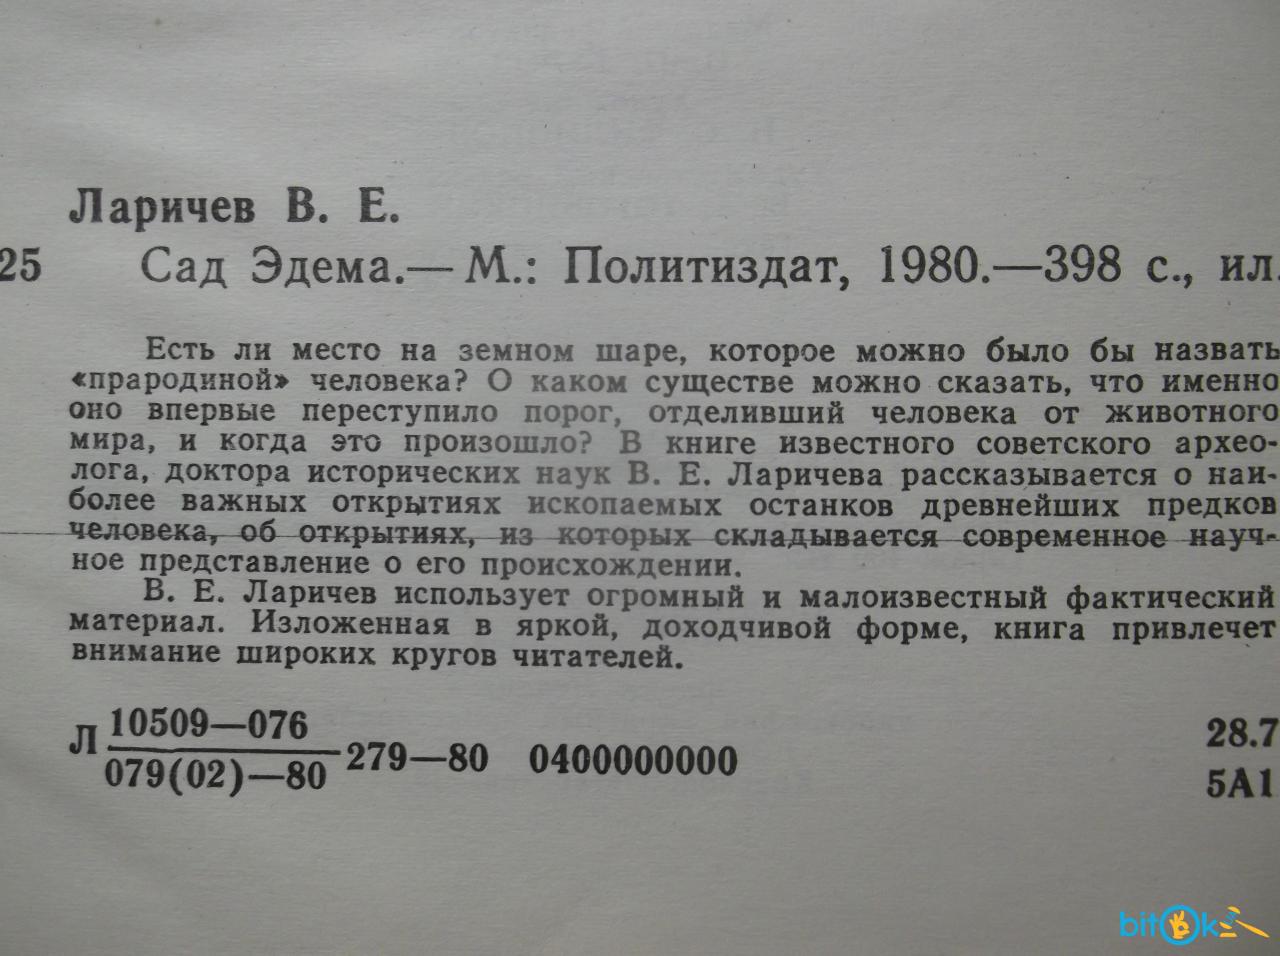 Ларичев В. Е.
25 Сад Эдема.— М.: Политиздат, 1980.—398 с., ил.
Есть ли место на земном шаре, которое можно было бы назвать
«прародиной» человека? О каком существе можно сказать, что именно
оно впервые переступило порог, отделивший человека от животного
мира, и когда это произошло? В книге известного советского архео-
лога, доктора исторических наук В. Е. Ларичева рассказывается о наи-
более важных открытиях ископаемых останков древнейших предков
человека, об открытиях, из которых складывается современное науч-
ное представление о его происхождении.
В. Е. Ларичев использует огромный и малоизвестный фактический
материал. Изложенная в яркой, доходчивой форме, книга привлечет
внимание широких кругов читателей.
Л 10509—076
079(02)—80 279—80 0400000000
28.7
5А1
bitok